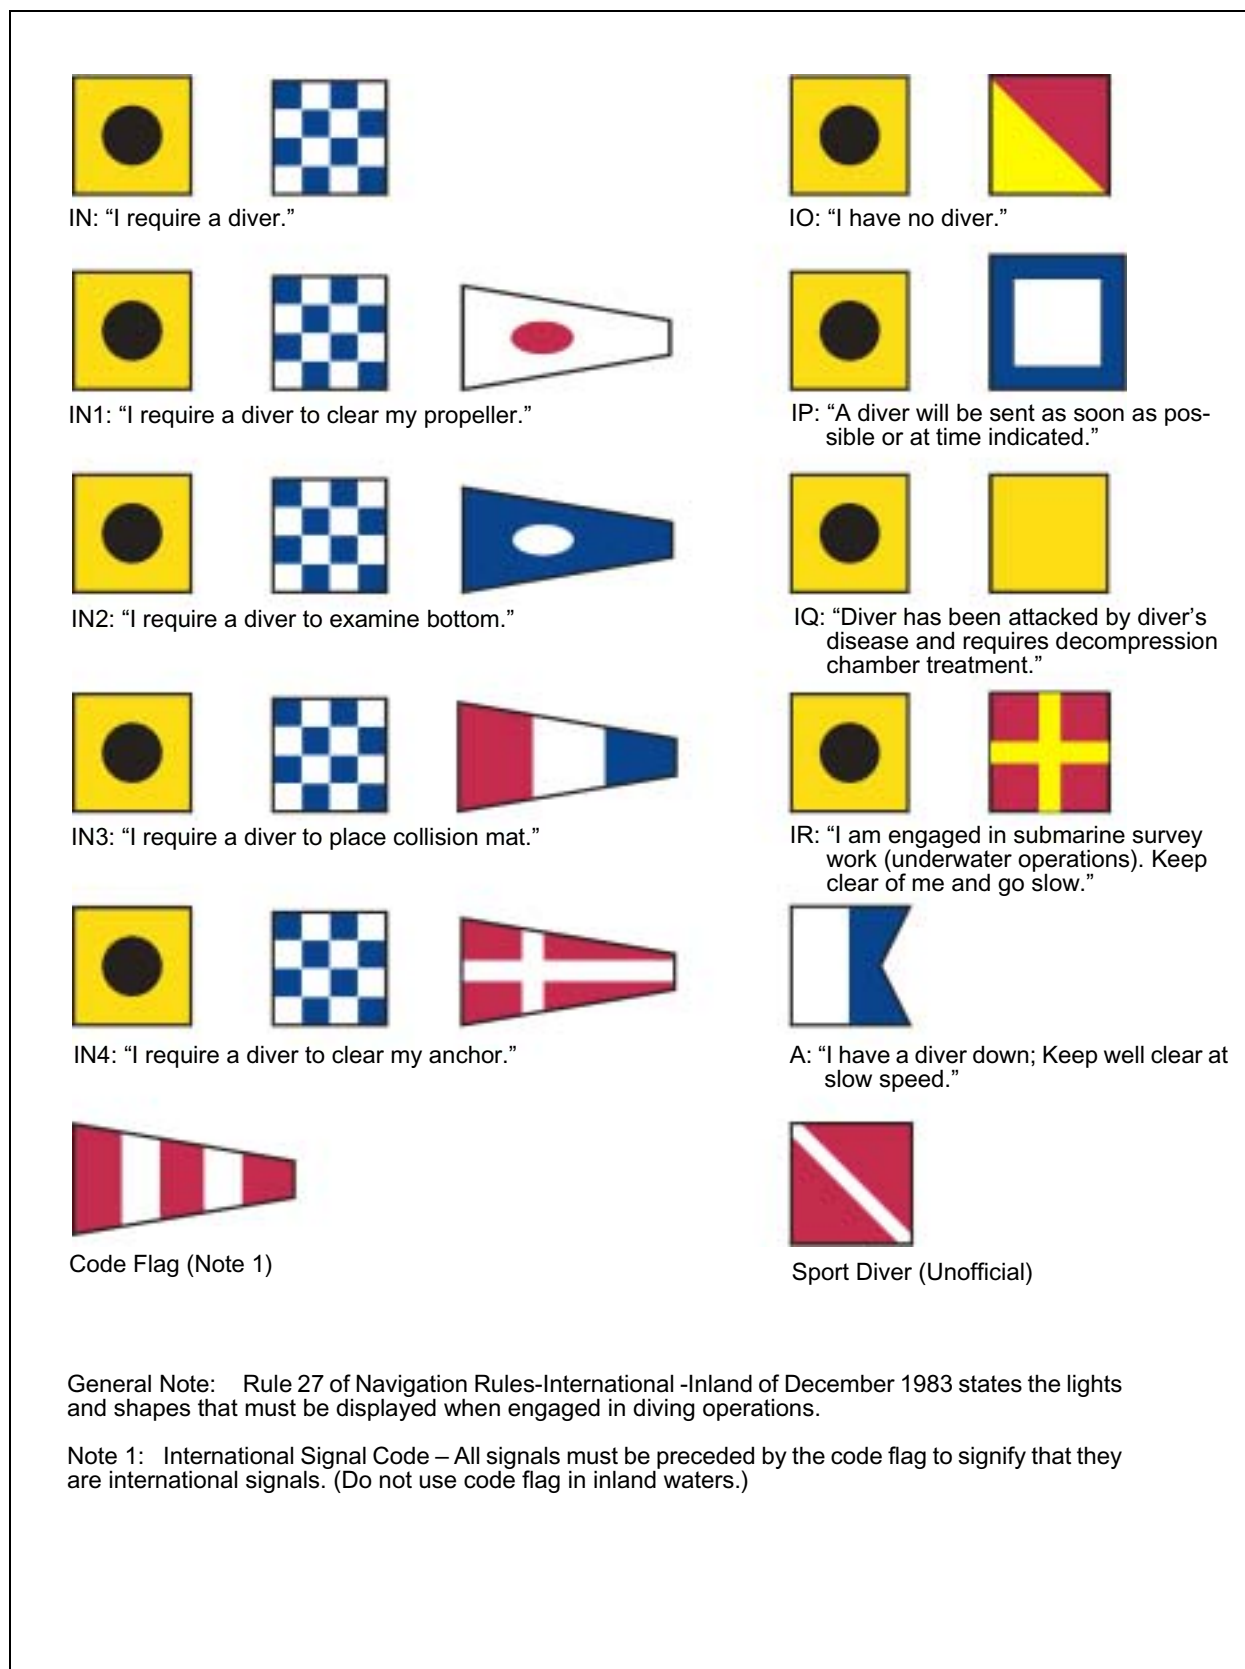 IN: “I require a diver.”
IO: “I have no diver.”
IN1: “I require a diver to clear my propeller.”
IP: “A diver will be sent as soon as pos-
sible or at time indicated.”
IN2: “I require a diver to examine bottom.”
IQ: “Diver has been attacked by diver’s
disease and requires decompression
chamber treatment.”
IN3: “I require a diver to place collision mat.”
IR: “I am engaged in submarine survey
work (underwater operations). Keep
clear of me and go slow.”
IN4: “I require a diver to clear my anchor.”
A: “I have a diver down; Keep well clear at
slow speed.”
Code Flag (Note 1)
Sport Diver (Unofficial)
General Note: Rule 27 of Navigation Rules-International -Inland of December 1983 states the lights
and shapes that must be displayed when engaged in diving operations.
Note 1: International Signal Code – All signals must be preceded by the code flag to signify that they
are international signals. (Do not use code flag in inland waters.)